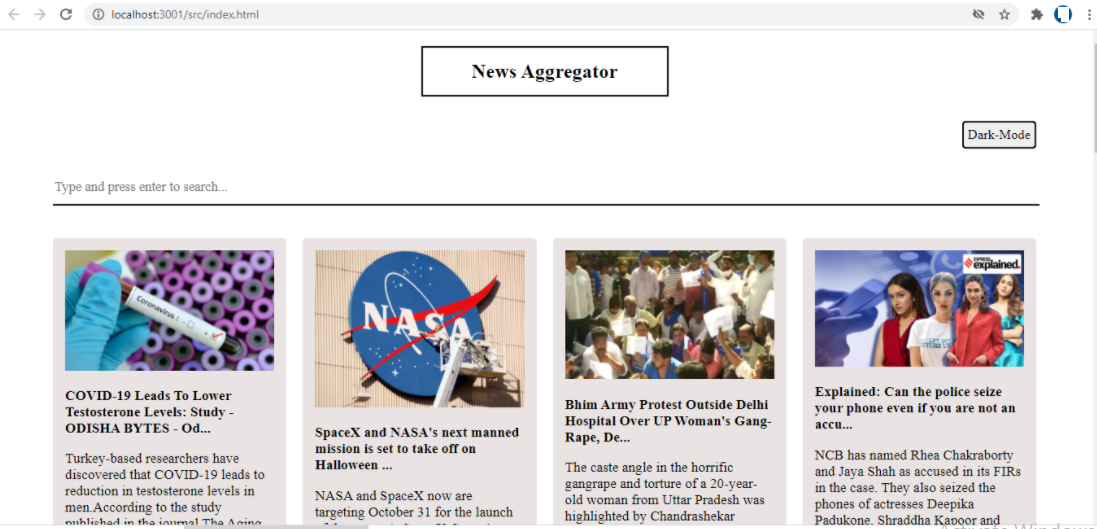 localhost:3001/src/index.html
News Aggregator
Dark-Mode
Type and press enter to search...
Coronavirus
COVID-19 Leads To Lower
Testosterone Levels: Study -
ODISHA BYTES - Od...
Turkey-based researchers have
discovered that COVID-19 leads to
reduction in testosterone levels in
men.According to the study
published in the journal The Aging
NASA
SpaceX and NASA's next manned
mission is set to take off on
Halloween ...
NASA and SpaceX now are
targeting October 31 for the launch
Bhim Army Protest Outside Delhi
Hospital Over UP Woman's Gang-
Rape, De...
The caste angle in the horrific
gangrape and torture of a 20-year-
old woman from Uttar Pradesh was
highlighted by Chandrashekar
EXPRESS
explained.
Explained: Can the police seize
your phone even if you are not an
accu...
NCB has named Rhea Chakraborty
and Jaya Shah as accused in its FIRs
in the case. They also seized the
phones of actresses Deepika
Padukone, Shraddha Kapoor and
Activate Windows